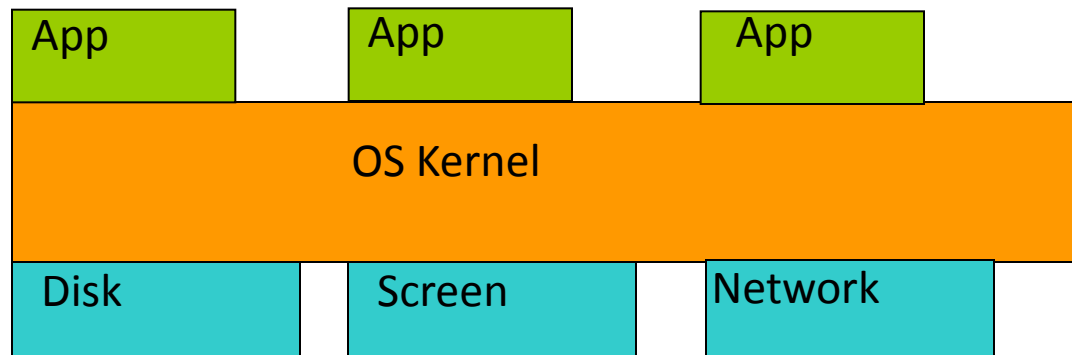 App
App
App
OS Kernel
Disk
Screen
Network